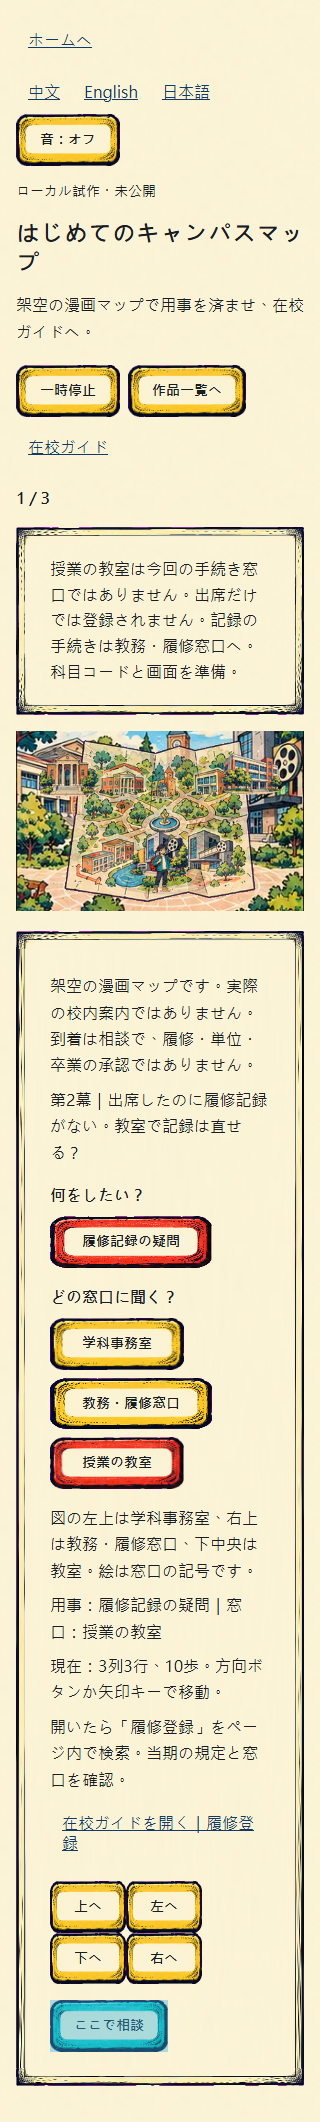 ホームへ
中文 English 日本語
音：オフ
ローカル試作・未公開
はじめてのキャンパスマッ
プ
架空の漫画マップで用事を済ませ、在校
ガイドへ。
一時停止 作品一覧へ
在校ガイド
1 / 3
授業の教室は今回の手続き窓
口ではありません。出席だけ
では登録されません。記録の
手続きは教務・履修窓口へ。
科目コードと画面を準備。
架空の漫画マップです。実際
の校内案内ではありません。
到着は相談で、履修・単位・
卒業の承認ではありません。
第2幕 | 出席したのに履修記録
がない。教室で記録は直せ
る？
何をしたい？
履修記録の疑問
どの窓口に聞く？
学科事務室
教務・履修窓口
授業の教室
図の左上は学科事務室、右上
は教務・履修窓口、下中央は
教室。絵は窓口の記号です。
用事：履修記録の疑問 | 窓
口：授業の教室
現在：3列3行、10歩。方向ボ
タンか矢印キーで移動。
開いたら「履修登録」をペー
ジ内で検索。当期の規定と窓
口を確認。
在校ガイドを開く | 履修登
録
上へ 左へ
下へ 右へ
ここで相談